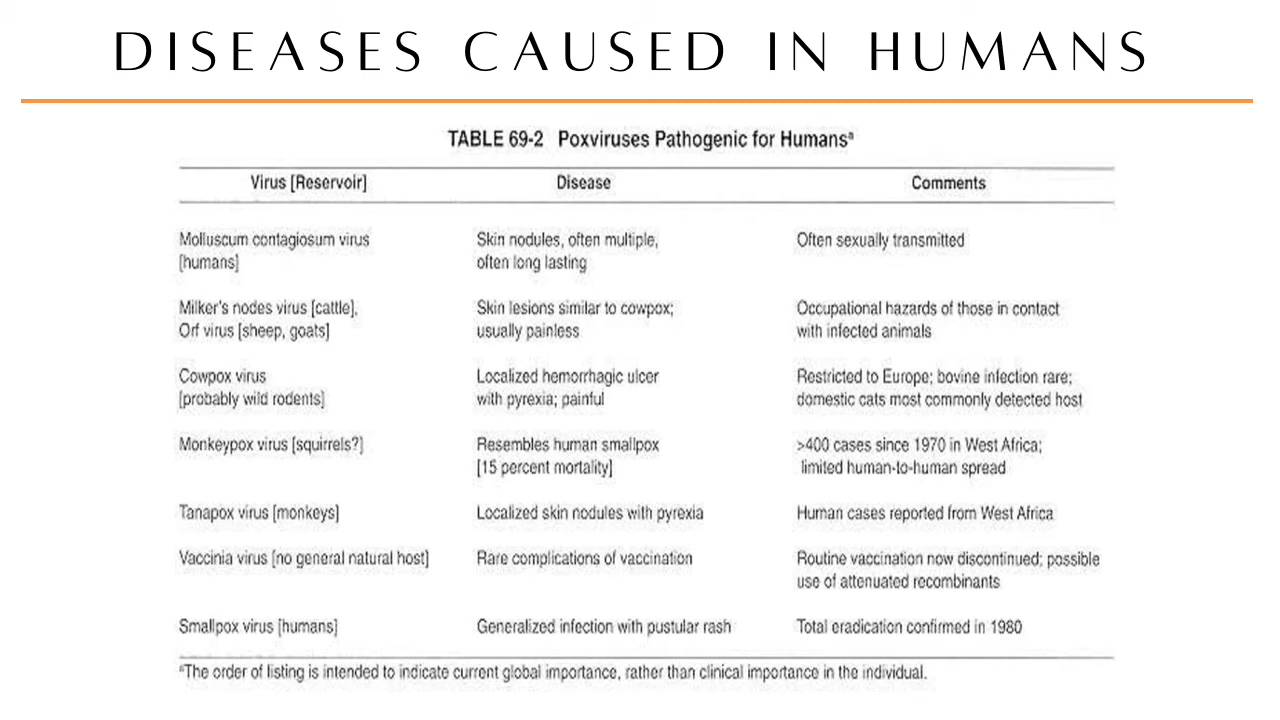 DISEASES CAUSED IN HUMANS
TABLE 69-2 Poxviruses Pathogenic for Humansᵃ
Virus [Reservoir] Disease Comments
Molluscum contagiosum virus Skin nodules, often multiple, Often sexually transmitted
[humans] often long lasting
Milker's nodes virus [cattle], Skin lesions similar to cowpox; Occupational hazards of those in contact
Orf virus [sheep, goats] usually painless with infected animals
Cowpox virus Localized hemorrhagic ulcer Restricted to Europe; bovine infection rare;
[probably wild rodents] with pyrexia; painful domestic cats most commonly detected host
Monkeypox virus [squirrels?] Resembles human smallpox >400 cases since 1970 in West Africa;
[15 percent mortality] limited human-to-human spread
Tanapox virus [monkeys] Localized skin nodules with pyrexia Human cases reported from West Africa
Vaccinia virus [no general natural host] Rare complications of vaccination Routine vaccination now discontinued; possible
use of attenuated recombinants
Smallpox virus [humans] Generalized infection with pustular rash Total eradication confirmed in 1980
ᵃThe order of listing is intended to indicate current global importance, rather than clinical importance in the individual.